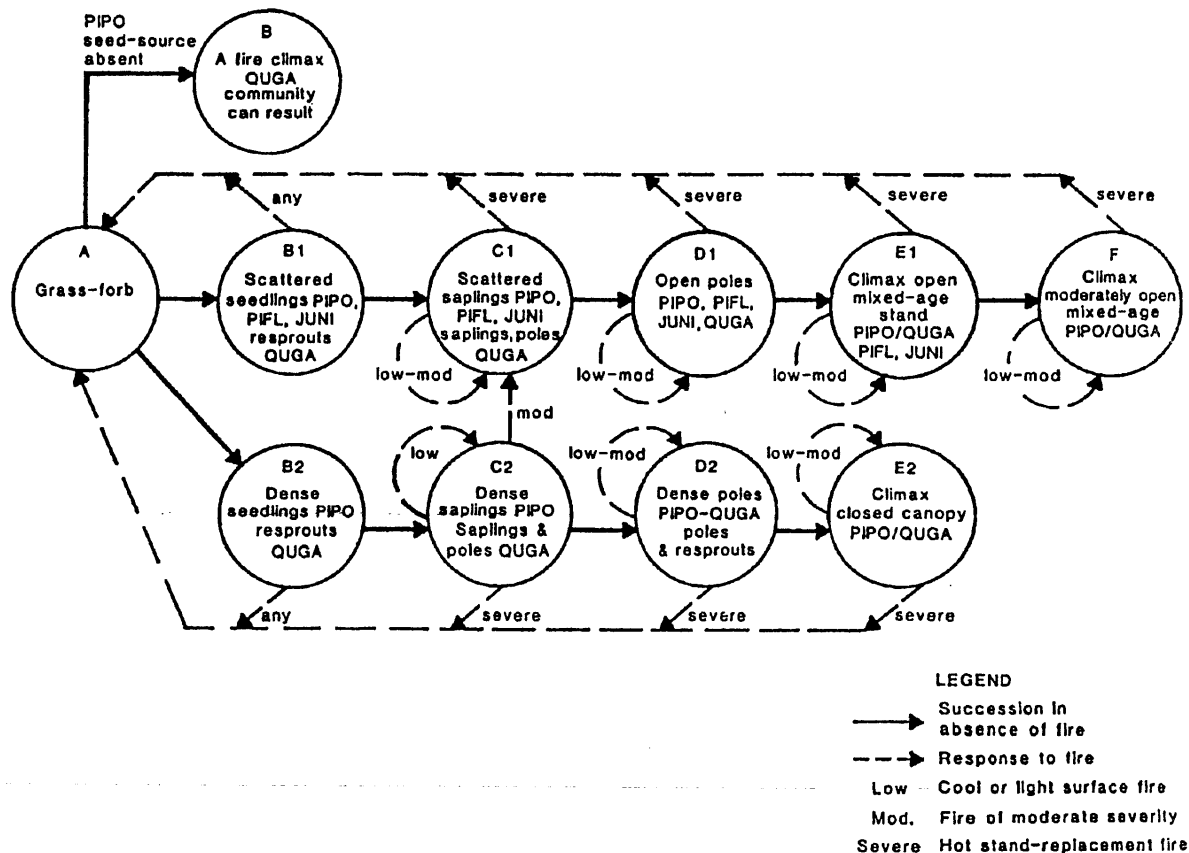 PIPO
seed-source
absent
B
A fire climax
QUGA
community
can result
any
severe
severe
severe
severe
A
Grass-forb
B1
Scattered
seedlings PIPO,
PIFL, JUNI
resprouts
QUGA
C1
Scattered
saplings PIPO,
PIFL, JUNI
saplings, poles
QUGA
low-mod
D1
Open poles
PIPO, PIFL,
JUNI, QUGA
low-mod
E1
Climax open
mixed-age
stand
PIPO/QUGA
PIFL, JUNI
low-mod
F
Climax
moderately open
mixed-age
PIPO/QUGA
low-mod
mod
B2
Dense
seedlings PIPO
resprouts
QUGA
low
C2
Dense
saplings PIPO
Saplings &
poles QUGA
low-mod
D2
Dense poles
PIPO-QUGA
poles
& resprouts
low-mod
E2
Climax
closed canopy
PIPO/QUGA
any
severe
severe
severe
LEGEND
Succession in
absence of fire
Response to fire
Low Cool or light surface fire
Mod. Fire of moderate severity
Severe Hot stand-replacement fire